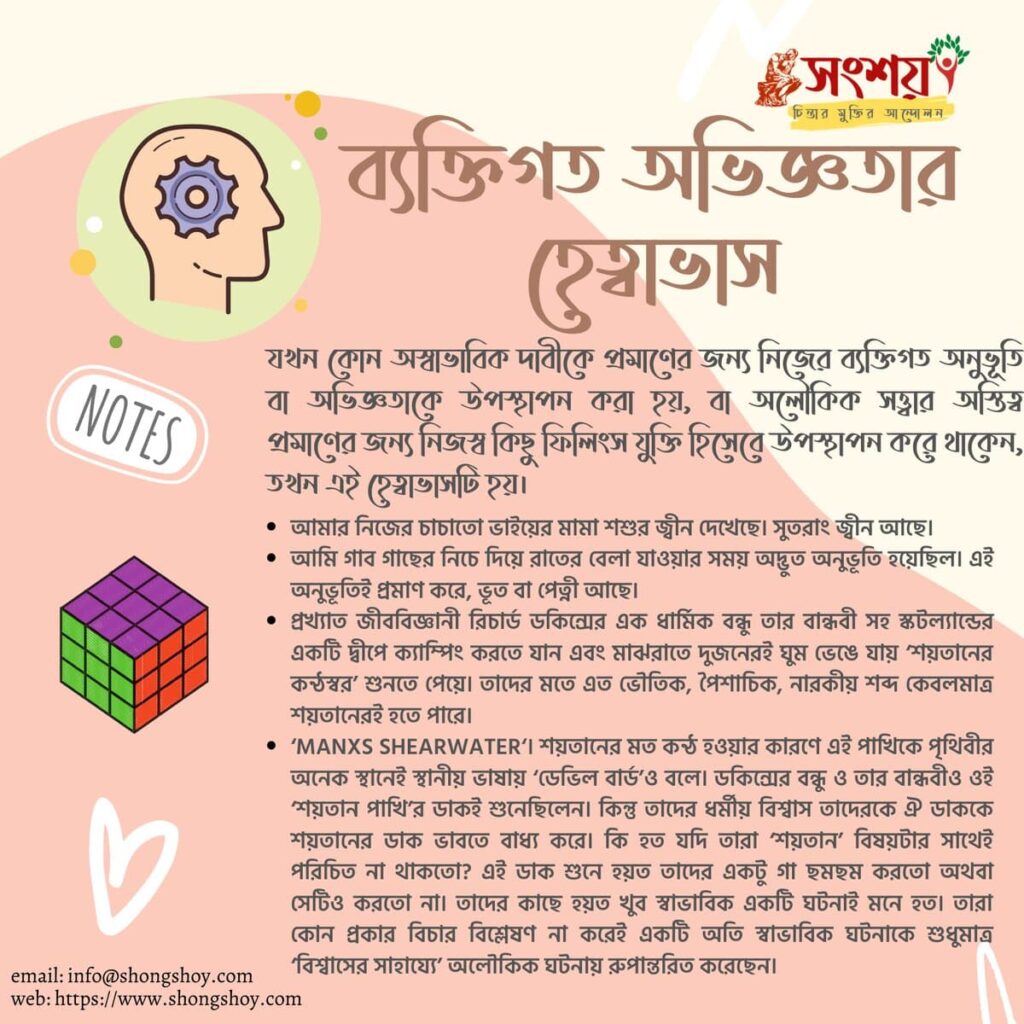 সংশয়
চিন্তার মুক্তির আন্দোলন
ব্যক্তিগত অভিজ্ঞতার
হেত্বাভাস
যখন কোন অস্বাভাবিক দাবীকে প্রমাণের জন্য নিজের ব্যক্তিগত অনুভূতি
বা অভিজ্ঞতাকে উপস্থাপন করা হয়, বা অলৌকিক সত্ত্বার অস্তিত্ব
প্রমাণের জন্য নিজস্ব কিছু ফিলিংস যুক্তি হিসেবে উপস্থাপন করে থাকেন,
তখন এই হেত্বাভাসটি হয়।
NOTES
• আমার নিজের চাচাতো ভাইয়ের মামা শশুর জ্বীন দেখেছে। সুতরাং জ্বীন আছে।
• আমি গাব গাছের নিচে দিয়ে রাতের বেলা যাওয়ার সময় অদ্ভুত অনুভূতি হয়েছিল। এই
অনুভূতিই প্রমাণ করে, ভূত বা পেত্নী আছে।
• প্রখ্যাত জীববিজ্ঞানী রিচার্ড ডকিন্সের এক ধার্মিক বন্ধু তার বান্ধবী সহ স্কটল্যান্ডের
একটি দ্বীপে ক্যাম্পিং করতে যান এবং মাঝরাতে দুজনেরই ঘুম ভেঙে যায় ‘শয়তানের
কন্ঠস্বর’ শুনতে পেয়ে। তাদের মতে এত ভৌতিক, পৈশাচিক, নারকীয় শব্দ কেবলমাত্র
শয়তানেরই হতে পারে।
• ‘MANXS SHEARWATER‘। শয়তানের মত কন্ঠ হওয়ার কারণে এই পাখিকে পৃথিবীর
অনেক স্থানেই স্থানীয় ভাষায় ‘ডেভিল বার্ড’ও বলে। ডকিন্সের বন্ধু ও তার বান্ধবীও ওই
‘শয়তান পাখি’র ডাকই শুনেছিলেন। কিন্তু তাদের ধর্মীয় বিশ্বাস তাদেরকে ঐ ডাককে
শয়তানের ডাক ভাবতে বাধ্য করে। কি হত যদি তারা ‘শয়তান’ বিষয়টার সাথেই
পরিচিত না থাকতো? এই ডাক শুনে হয়ত তাদের একটু গা ছমছম করতো অথবা
সেটিও করতো না। তাদের কাছে হয়ত খুব স্বাভাবিক একটি ঘটনাই মনে হত। তারা
কোন প্রকার বিচার বিশ্লেষণ না করেই একটি অতি স্বাভাবিক ঘটনাকে শুধুমাত্র
‘বিশ্বাসের সাহায্যে’ অলৌকিক ঘটনায় রুপান্তরিত করেছেন।
email: info@shongshoy.com
web: https://www.shongshoy.com